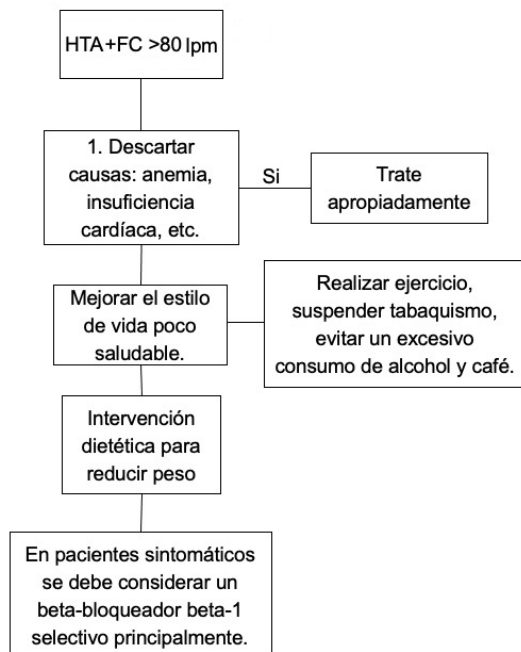 HTA+FC >80 lpm
1. Descartar
causas: anemia,
insuficiencia
cardíaca, etc.
Si
Trate
apropiadamente
Mejorar el estilo
de vida poco
saludable.
Realizar ejercicio,
suspender tabaquismo,
evitar un excesivo
consumo de alcohol y café.
Intervención
dietética para
reducir peso
En pacientes sintomáticos
se debe considerar un
beta-bloqueador beta-1
selectivo principalmente.